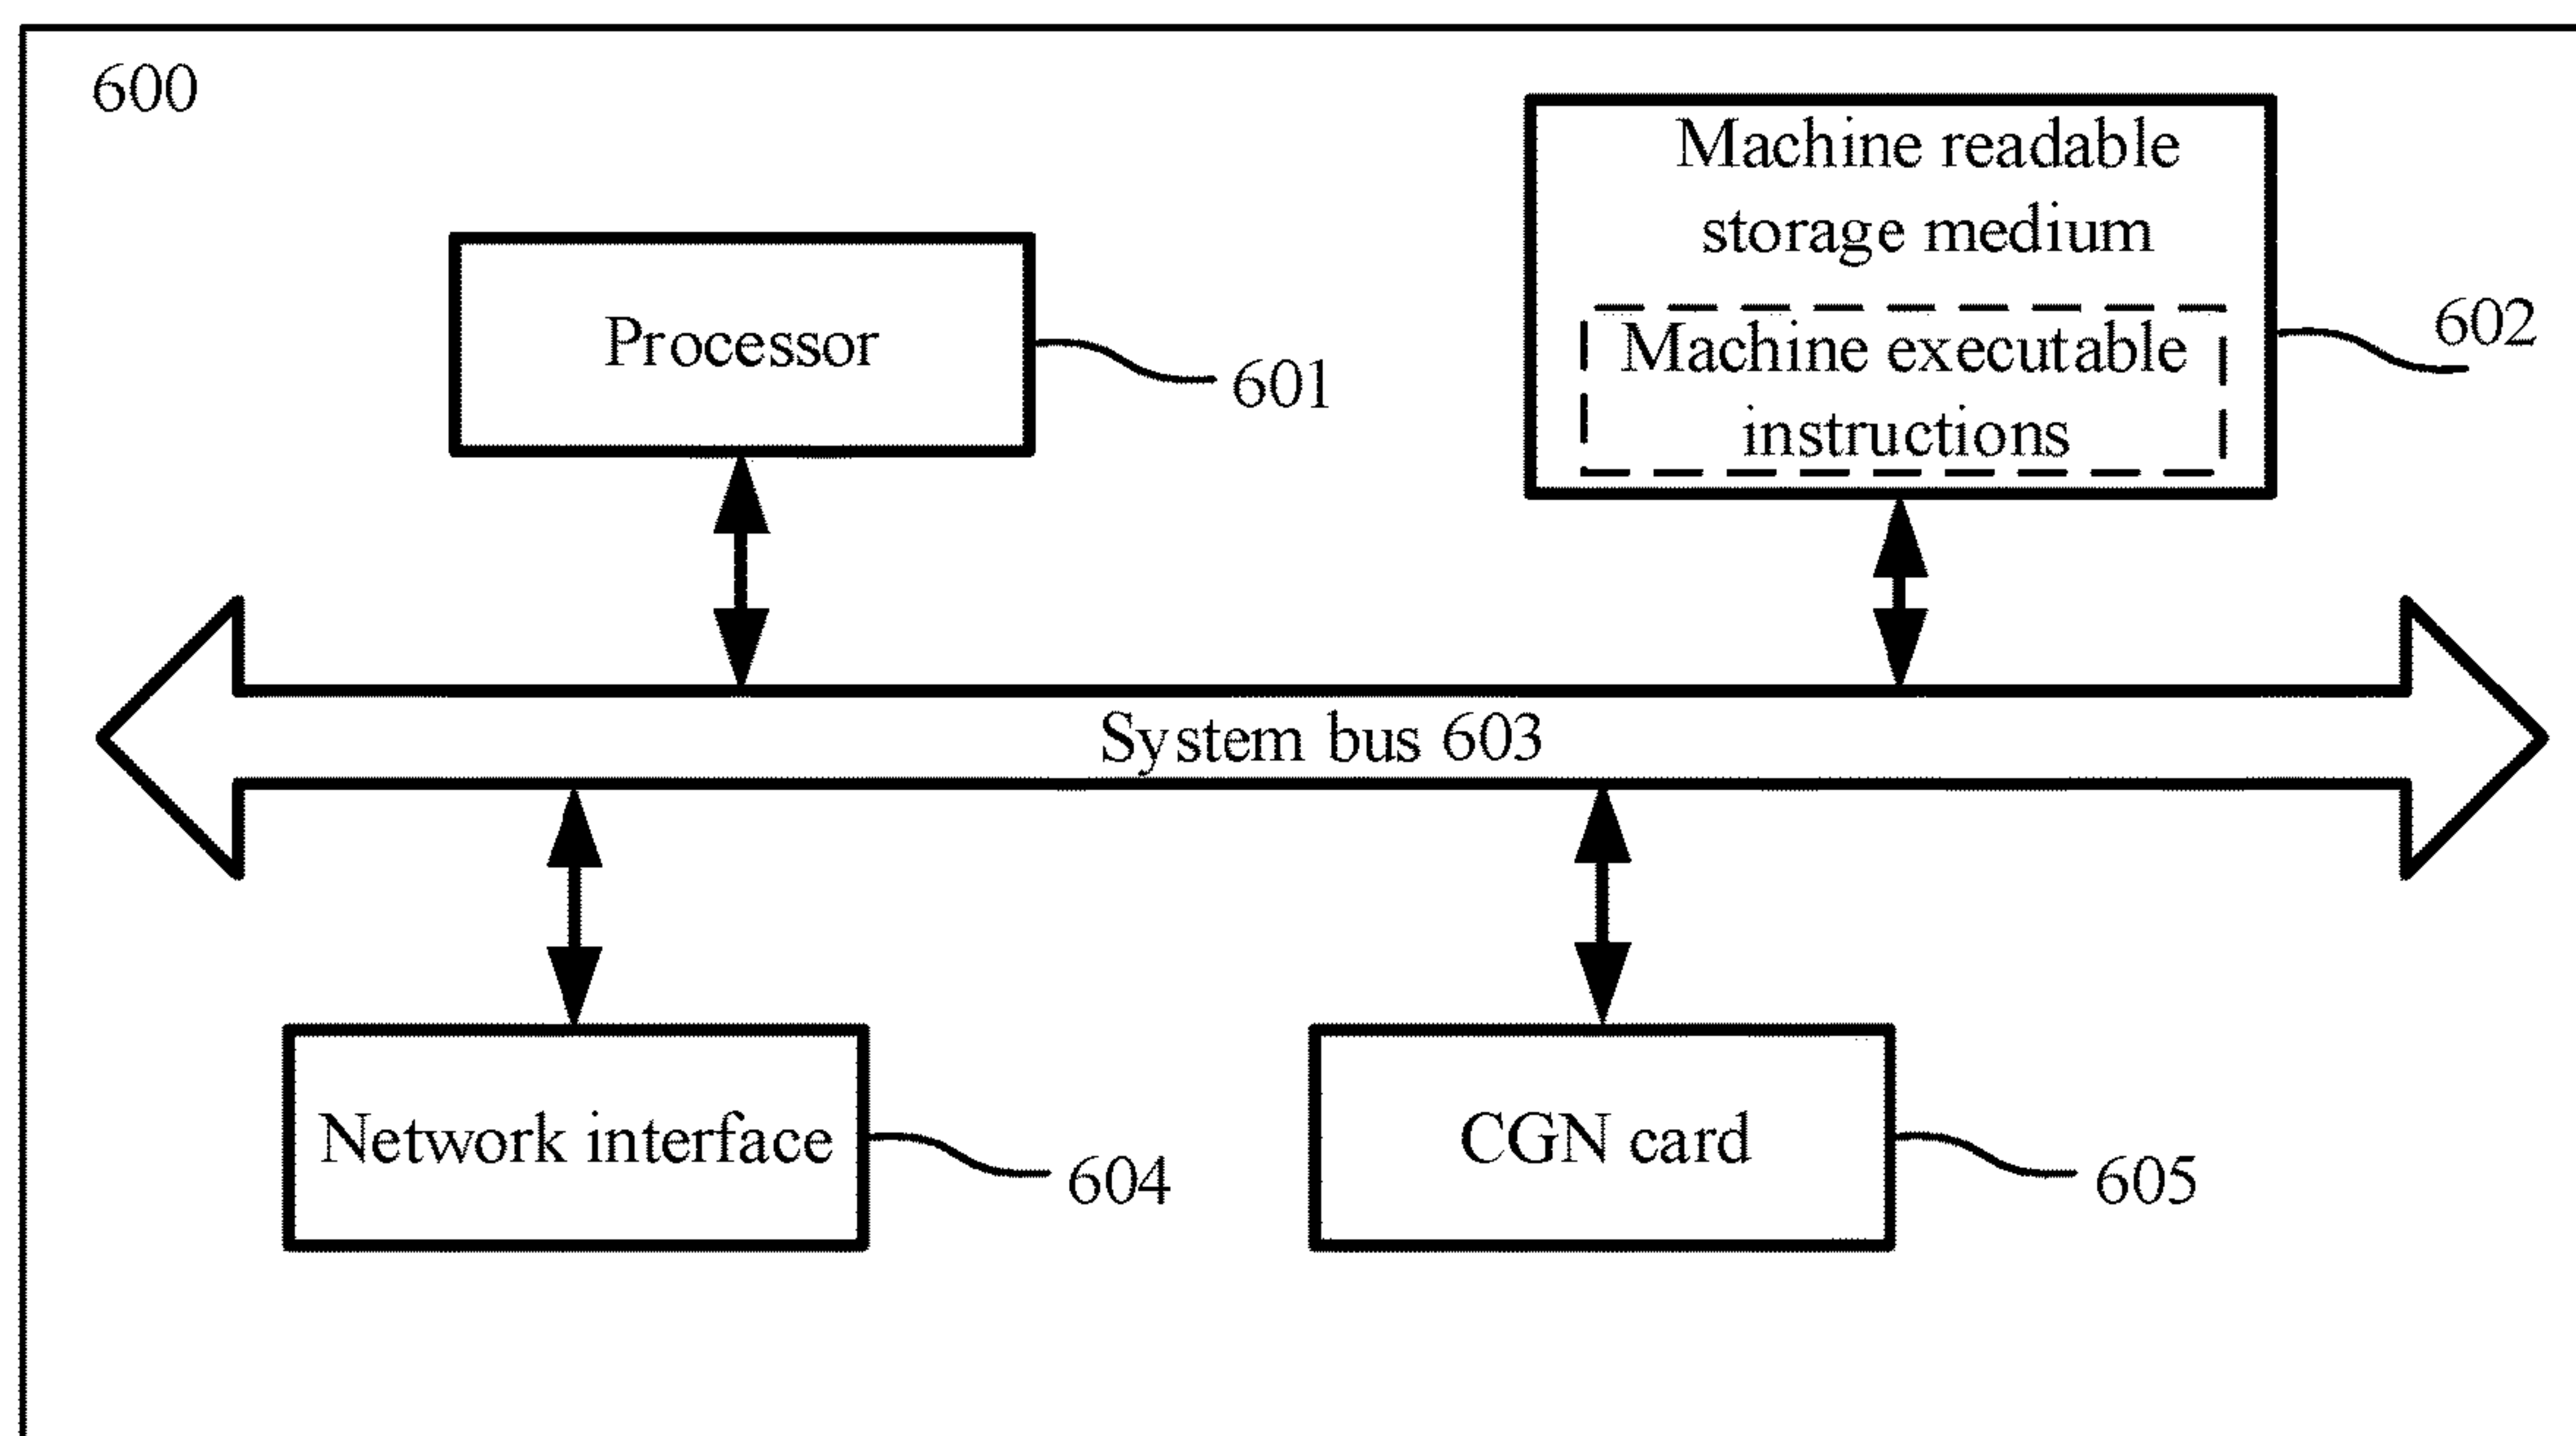 600
Machine readable
storage medium
Machine executable
instructions
602
Processor
601
System bus 603
Network interface
604
CGN card
605